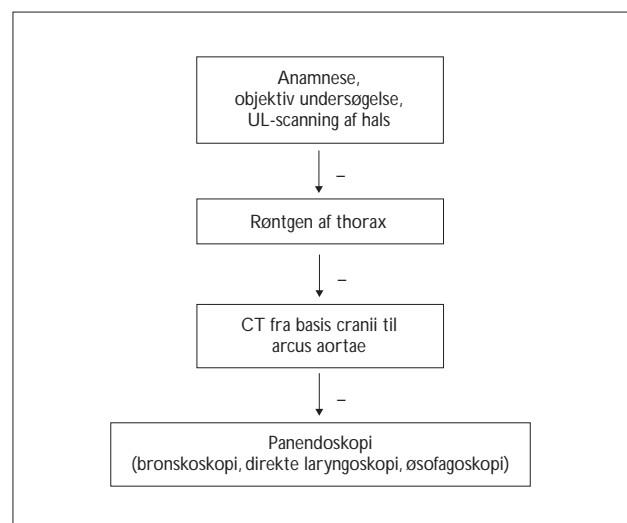 Anamnese,
objektiv undersøgelse,
UL-scanning af hals
–
Røntgen af thorax
–
CT fra basis cranii til
arcus aortae
–
Panendoskopi
(bronskoskopi, direkte laryngoskopi, øsofagoskopi)